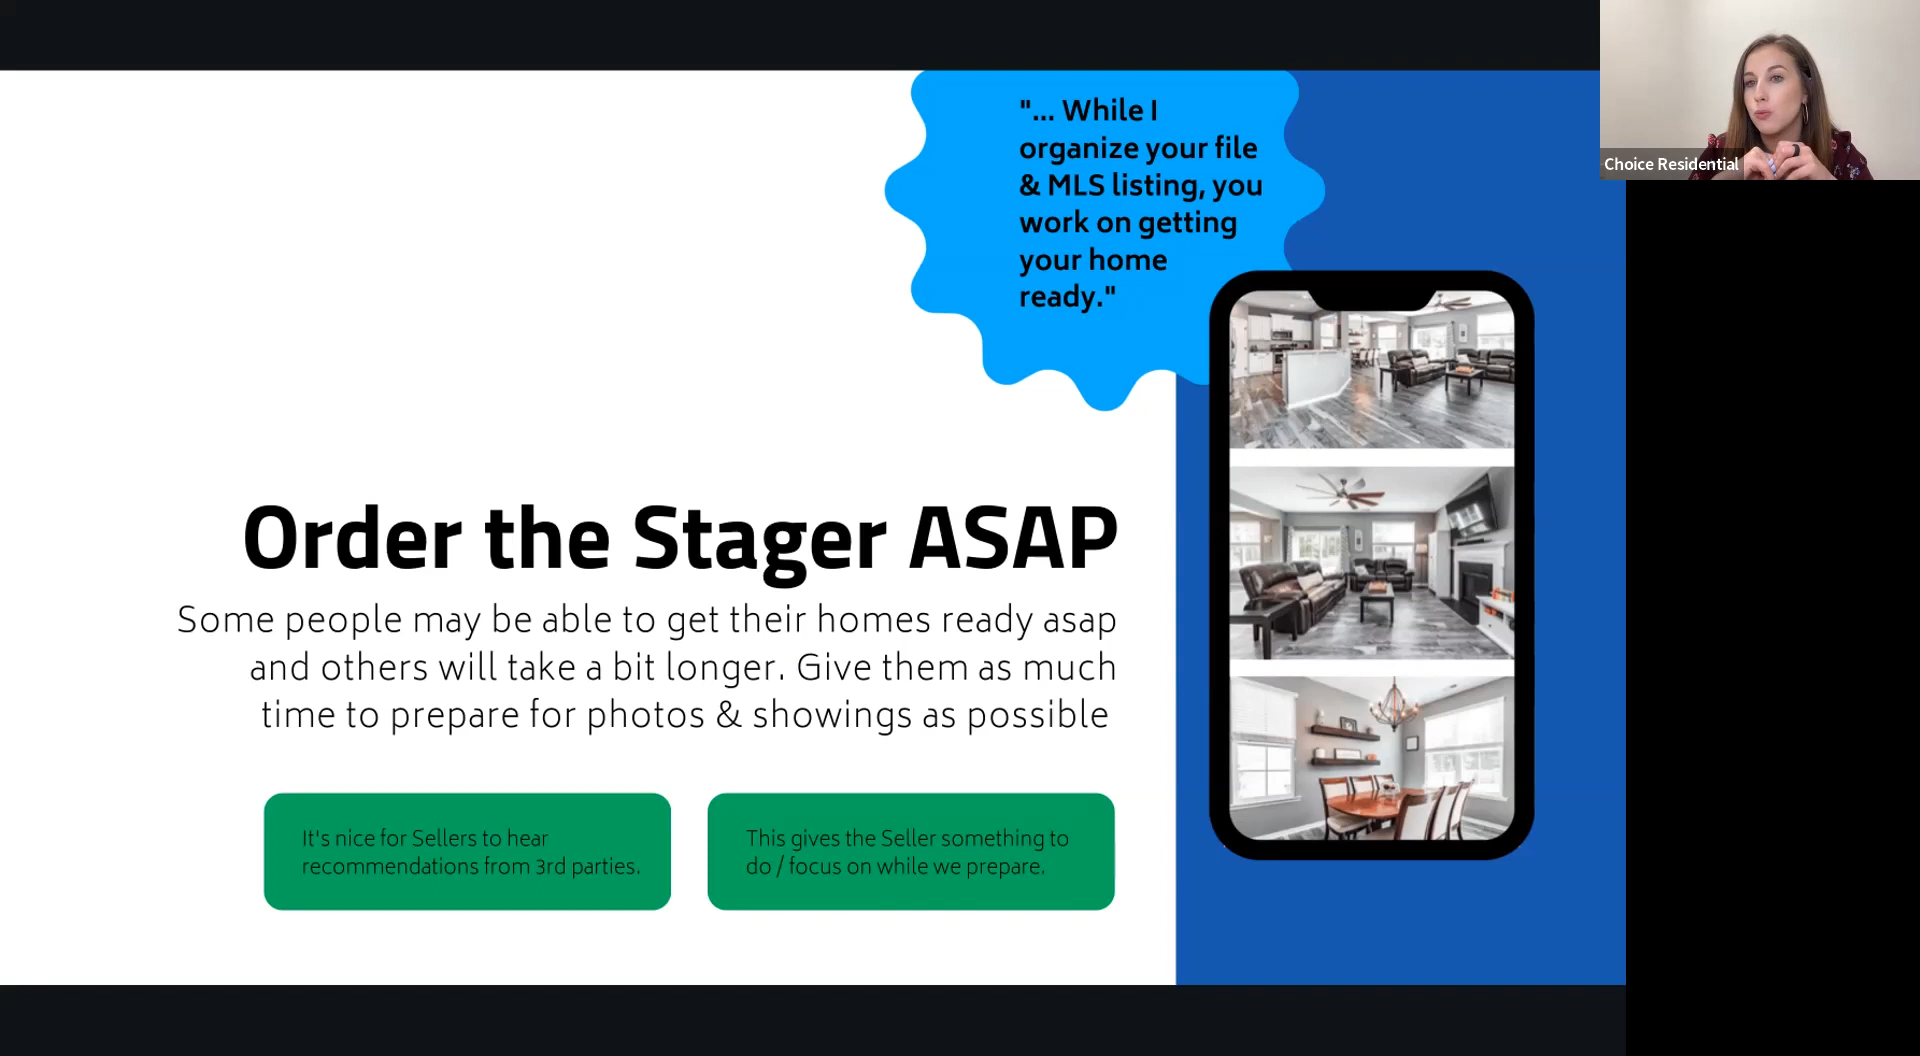 "... While I
organize your file
& MLS listing, you
work on getting
your home
ready."
Choice Residential
Order the Stager ASAP
Some people may be able to get their homes ready asap
and others will take a bit longer. Give them as much
time to prepare for photos & showings as possible
It's nice for Sellers to hear
recommendations from 3rd parties.
This gives the Seller something to
do / focus on while we prepare.